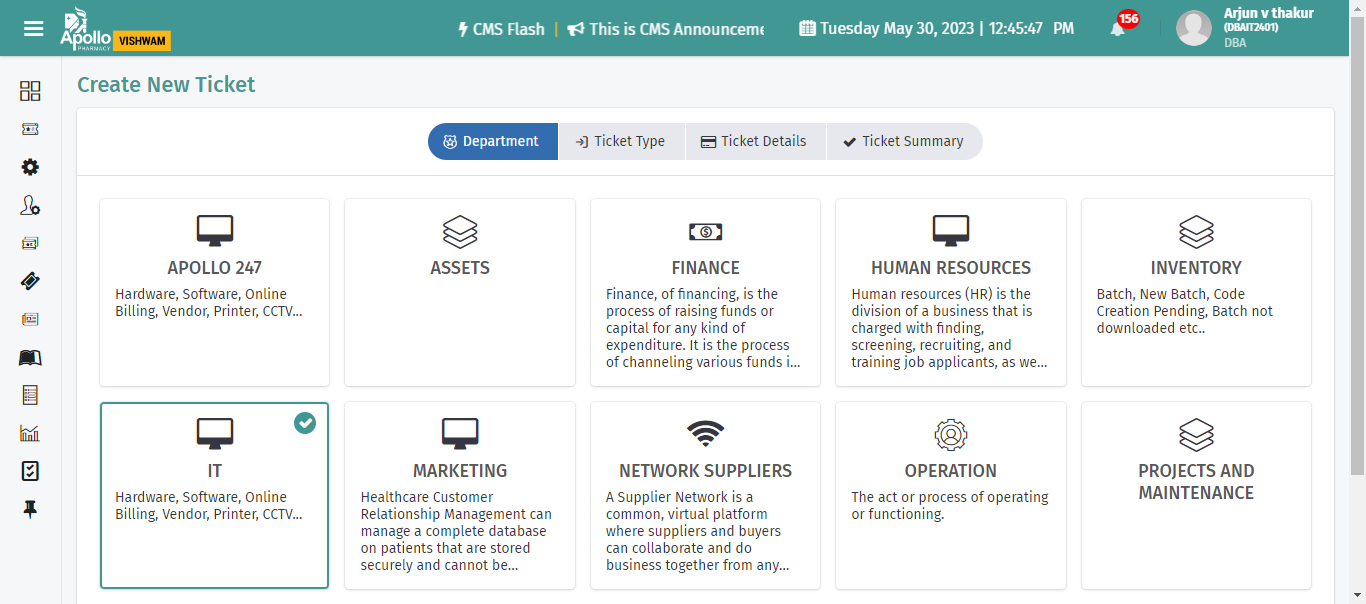 Apollo
PHARMACY
VISHWAM
CMS Flash | This is CMS Announceme
Tuesday May 30, 2023 | 12:45:47 PM
156
Arjun v thakur
(DBAIT2401)
DBA
Create New Ticket
Department
Ticket Type
Ticket Details
Ticket Summary
APOLLO 247
Hardware, Software, Online
Billing, Vendor, Printer, CCTV...
ASSETS
FINANCE
Finance, of financing, is the
process of raising funds or
capital for any kind of
expenditure. It is the process
of channeling various funds i...
HUMAN RESOURCES
Human resources (HR) is the
division of a business that is
charged with finding,
screening, recruiting, and
training job applicants, as we...
INVENTORY
Batch, New Batch, Code
Creation Pending, Batch not
downloaded etc..
IT
Hardware, Software, Online
Billing, Vendor, Printer, CCTV...
MARKETING
Healthcare Customer
Relationship Management can
manage a complete database
on patients that are stored
securely and cannot be...
NETWORK SUPPLIERS
A Supplier Network is a
common, virtual platform
where suppliers and buyers
can collaborate and do
business together from any...
OPERATION
The act or process of operating
or functioning.
PROJECTS AND
MAINTENANCE